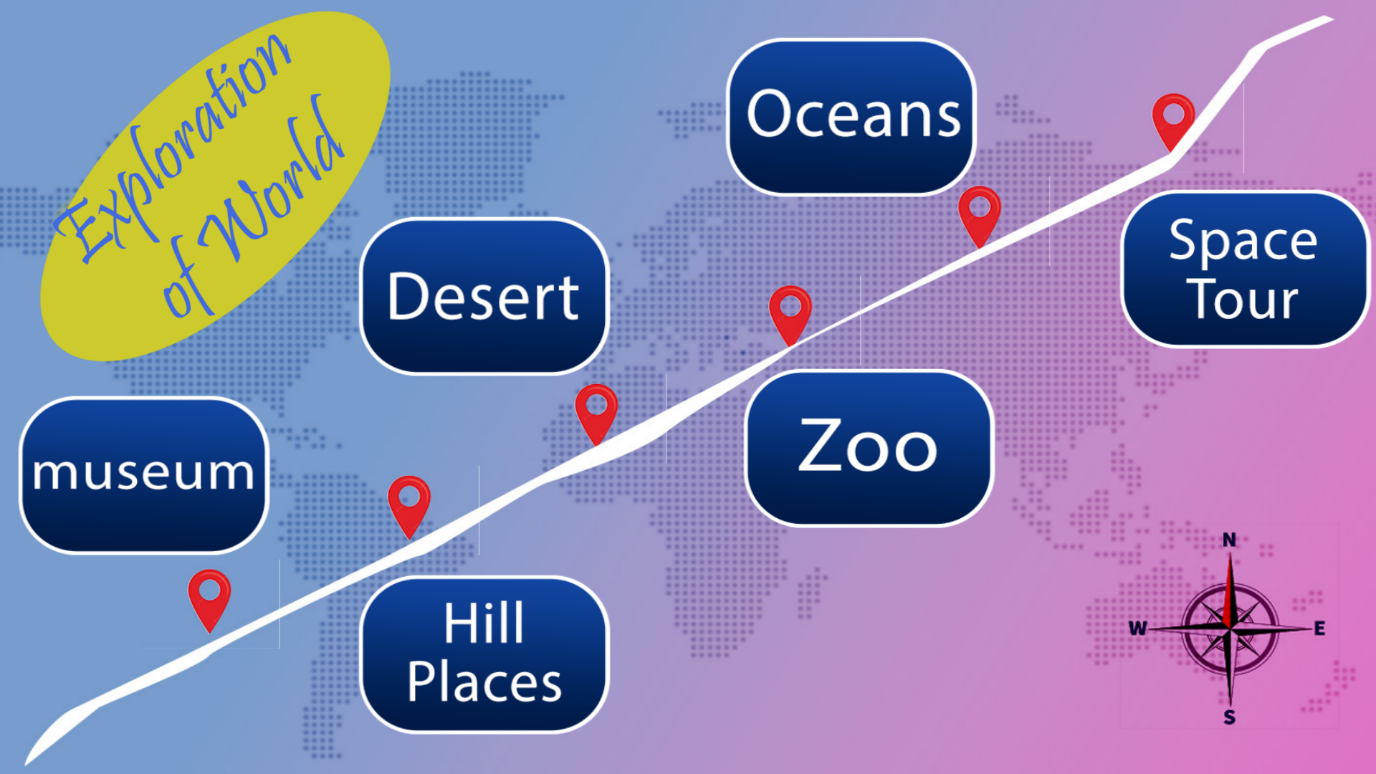 Exploration
of World
Oceans
Space
Tour
Desert
museum
Zoo
Hill
Places
N
W
E
S